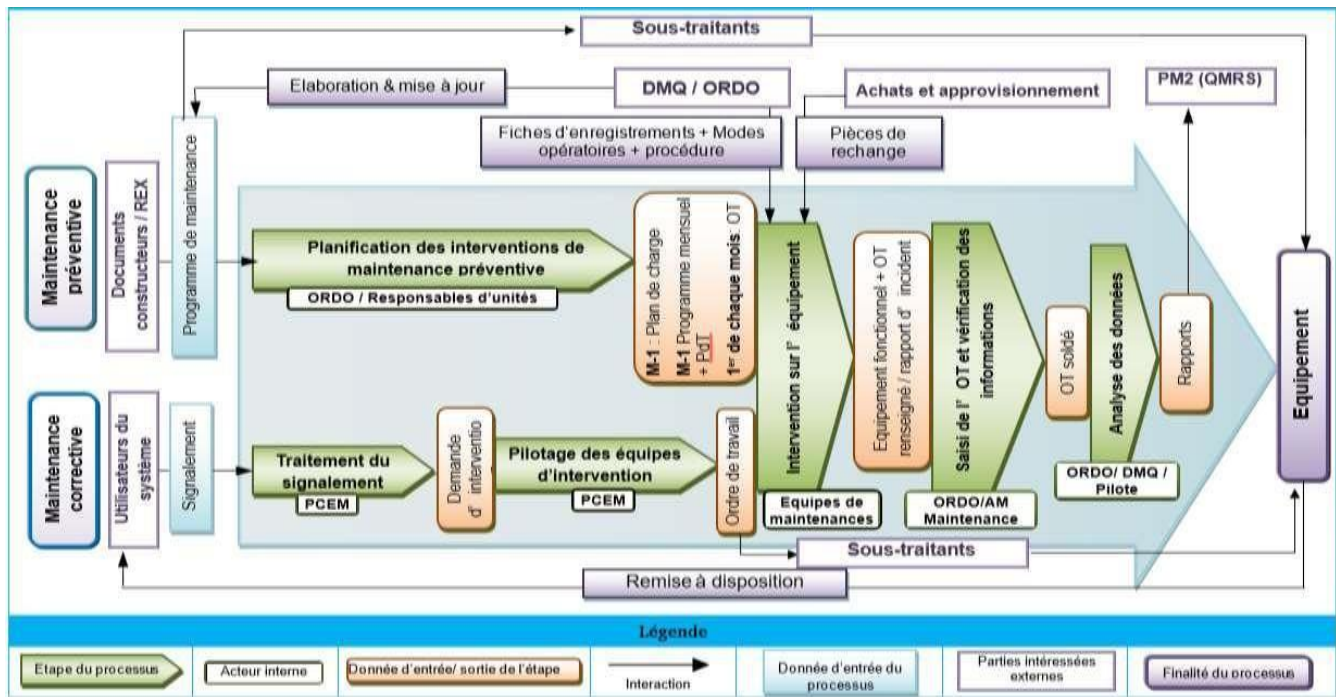 Sous-traitants
Elaboration & mise à jour
DMQ / ORDO
Achats et approvisionnement
PM2 (QMRS)
Fiches d'enregistrements + Modes
opératoires + procédure
Pièces de
rechange
Maintenance
préventive
Documents
constructeurs / REX
Programme de maintenance
Planification des interventions de
maintenance préventive
ORDO / Responsables d'unités
M-1 : Plan de charge
M-1 Programme mensuel
+ PdT
1er de chaque mois: OT
Intervention sur l' équipement
Equipes de
maintenances
Equipement fonctionnel + OT
renseigné / rapport d' incident
Saisi de l' OT et vérification des
informations
ORDO/AM
Maintenance
OT soldé
Analyse des données
ORDO/ DMQ /
Pilote
Rapports
Equipement
Maintenance
corrective
Utilisateurs du
système
Signalement
Traitement du
signalement
PCEM
Demande
d' interventio
Pilotage des équipes
d'intervention
PCEM
Ordre de travail
Sous-traitants
Remise à disposition
Légende
Etape du processus
Acteur interne
Donnée d'entrée/ sortie de l'étape
Interaction
Donnée d'entrée du
processus
Parties intéressées
externes
Finalité du processus